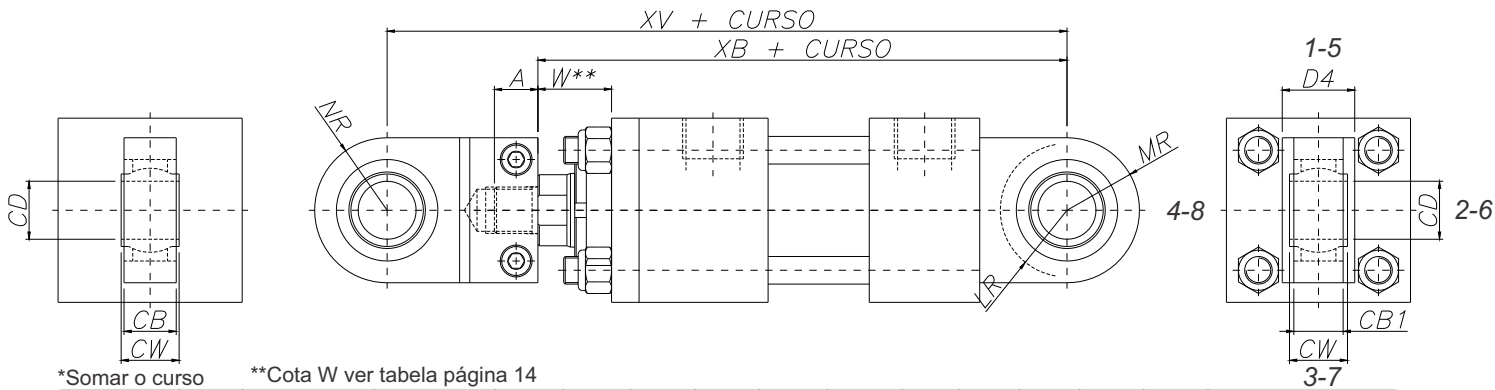 XV + CURSO
XB + CURSO
1-5
A
W**
D4
NR
MR
CD
4-8
CD
2-6
LR
CB
CB1
CW
CW
3-7
*Somar o curso
**Cota W ver tabela página 14